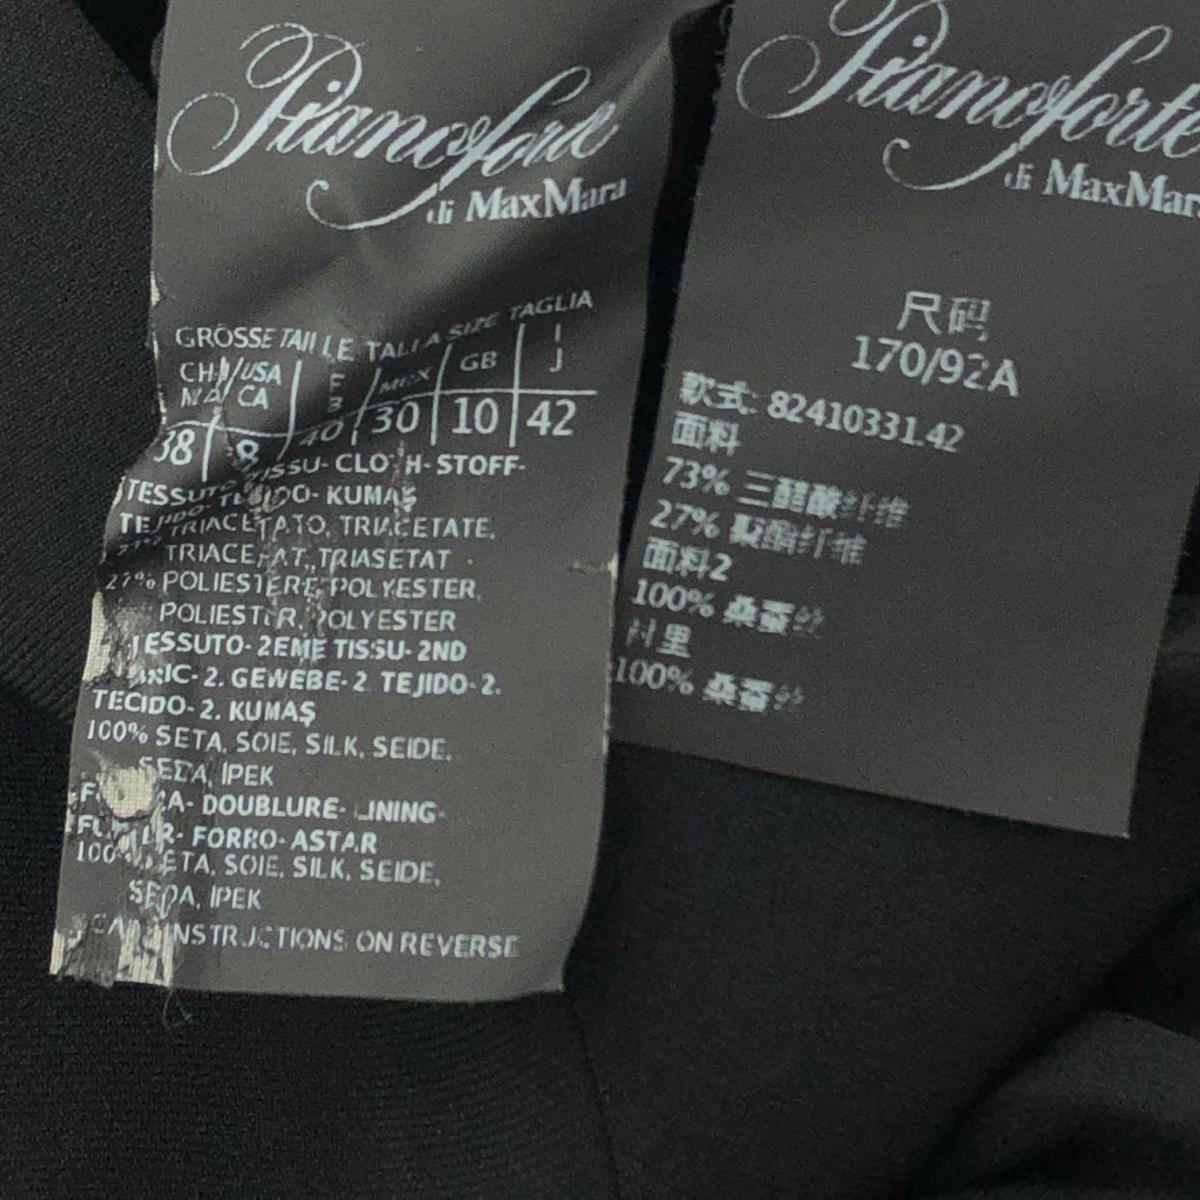 Pianoforte
di MaxMara
GROSSE TAILLE TALLA SIZE TAGLIA
USA
CA
MEX
GB
I
J
38
8
40
30
10
42
TISSU- CLOTH- STOFF-
TESSUTO-
TEJIDO- TECIDO- KUMAŞ
TRIACETATO, TRIACETATE,
TRIACETAT, TRIASETAT
27% POLIESTERE, POLYESTER,
POLIESTER, POLYESTER
TESSUTO- 2EME TISSU- 2ND
2. GEWEBE- 2. TEJIDO- 2.
TECIDO- 2. KUMAŞ
100% SETA, SOIE, SILK, SEIDE,
SEDA, IPEK
DOUBLURE- LINING-
FORRO- ASTAR
100% SETA, SOIE, SILK, SEIDE,
SEDA, IPEK
INSTRUCTIONS ON REVERSE
Pianoforte
di MaxMar
尺码
170/92A
款式: 82410331.42
面料
73% 三醋酸纤维
27% 聚酯纤维
面料2
100% 桑蚕丝
衬里
100% 桑蚕丝